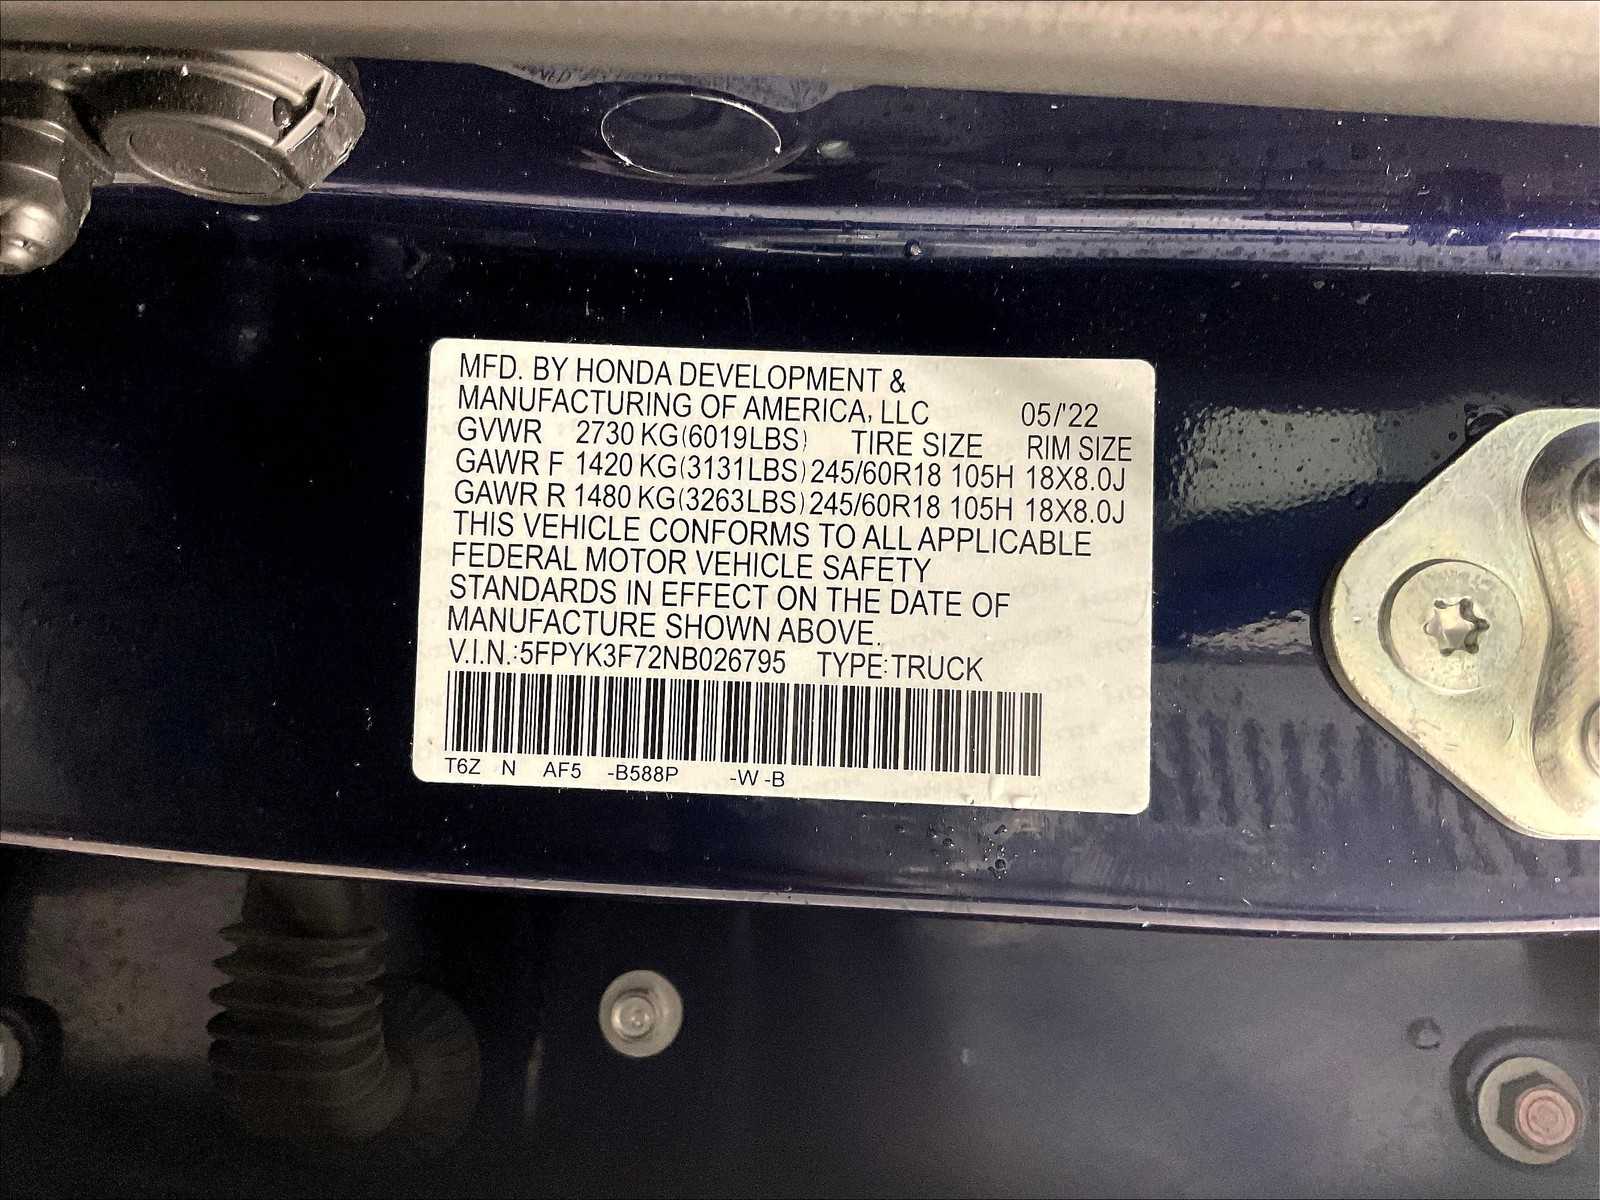 MFD. BY HONDA DEVELOPMENT &
MANUFACTURING OF AMERICA, LLC 05/'22
GVWR 2730 KG(6019LBS) TIRE SIZE RIM SIZE
GAWR F 1420 KG(3131LBS) 245/60R18 105H 18X8.0J
GAWR R 1480 KG(3263LBS) 245/60R18 105H 18X8.0J
THIS VEHICLE CONFORMS TO ALL APPLICABLE
FEDERAL MOTOR VEHICLE SAFETY
STANDARDS IN EFFECT ON THE DATE OF
MANUFACTURE SHOWN ABOVE.
V.I.N.:5FPYK3F72NB026795 TYPE:TRUCK
T6Z N AF5 -B588P -W -B